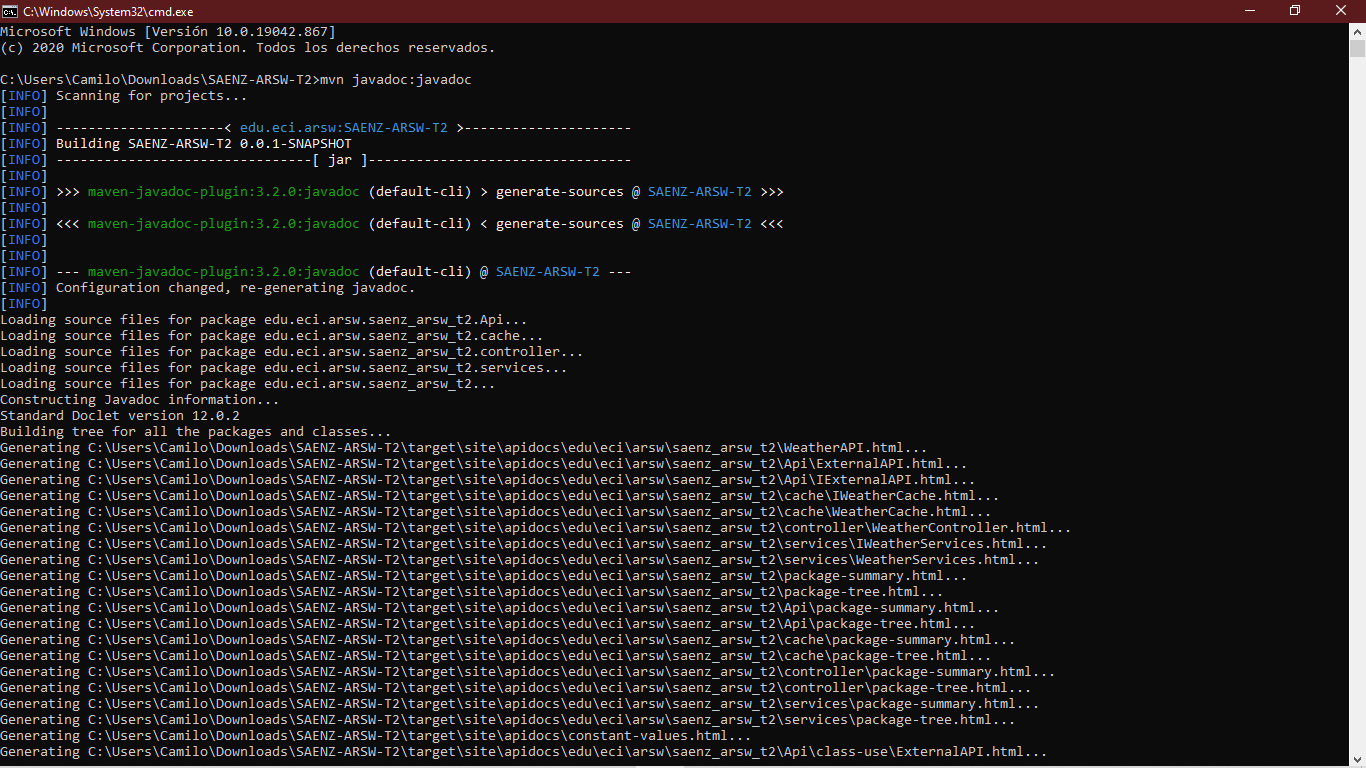 C:\Windows\System32\cmd.exe
Microsoft Windows [Versión 10.0.19042.867]
(c) 2020 Microsoft Corporation. Todos los derechos reservados.
C:\Users\Camilo\Downloads\SAENZ-ARSW-T2>mvn javadoc:javadoc
[INFO] Scanning for projects...
[INFO]
[INFO] ---------------------< edu.eci.arsw:SAENZ-ARSW-T2 >---------------------
[INFO] Building SAENZ-ARSW-T2 0.0.1-SNAPSHOT
[INFO] --------------------------------[ jar ]---------------------------------
[INFO]
[INFO] >>> maven-javadoc-plugin:3.2.0:javadoc (default-cli) > generate-sources @ SAENZ-ARSW-T2 >>>
[INFO]
[INFO] <<< maven-javadoc-plugin:3.2.0:javadoc (default-cli) < generate-sources @ SAENZ-ARSW-T2 <<<
[INFO]
[INFO]
[INFO] --- maven-javadoc-plugin:3.2.0:javadoc (default-cli) @ SAENZ-ARSW-T2 ---
[INFO] Configuration changed, re-generating javadoc.
[INFO]
Loading source files for package edu.eci.arsw.saenz_arsw_t2.Api...
Loading source files for package edu.eci.arsw.saenz_arsw_t2.cache...
Loading source files for package edu.eci.arsw.saenz_arsw_t2.controller...
Loading source files for package edu.eci.arsw.saenz_arsw_t2.services...
Loading source files for package edu.eci.arsw.saenz_arsw_t2...
Constructing Javadoc information...
Standard Doclet version 12.0.2
Building tree for all the packages and classes...
Generating C:\Users\Camilo\Downloads\SAENZ-ARSW-T2\target\site\apidocs\edu\eci\arsw\saenz_arsw_t2\WeatherAPI.html...
Generating C:\Users\Camilo\Downloads\SAENZ-ARSW-T2\target\site\apidocs\edu\eci\arsw\saenz_arsw_t2\Api\ExternalAPI.html...
Generating C:\Users\Camilo\Downloads\SAENZ-ARSW-T2\target\site\apidocs\edu\eci\arsw\saenz_arsw_t2\Api\IExternalAPI.html...
Generating C:\Users\Camilo\Downloads\SAENZ-ARSW-T2\target\site\apidocs\edu\eci\arsw\saenz_arsw_t2\cache\IWeatherCache.html...
Generating C:\Users\Camilo\Downloads\SAENZ-ARSW-T2\target\site\apidocs\edu\eci\arsw\saenz_arsw_t2\cache\WeatherCache.html...
Generating C:\Users\Camilo\Downloads\SAENZ-ARSW-T2\target\site\apidocs\edu\eci\arsw\saenz_arsw_t2\controller\WeatherController.html...
Generating C:\Users\Camilo\Downloads\SAENZ-ARSW-T2\target\site\apidocs\edu\eci\arsw\saenz_arsw_t2\services\IWeatherServices.html...
Generating C:\Users\Camilo\Downloads\SAENZ-ARSW-T2\target\site\apidocs\edu\eci\arsw\saenz_arsw_t2\services\WeatherServices.html...
Generating C:\Users\Camilo\Downloads\SAENZ-ARSW-T2\target\site\apidocs\edu\eci\arsw\saenz_arsw_t2\package-summary.html...
Generating C:\Users\Camilo\Downloads\SAENZ-ARSW-T2\target\site\apidocs\edu\eci\arsw\saenz_arsw_t2\package-tree.html...
Generating C:\Users\Camilo\Downloads\SAENZ-ARSW-T2\target\site\apidocs\edu\eci\arsw\saenz_arsw_t2\Api\package-summary.html...
Generating C:\Users\Camilo\Downloads\SAENZ-ARSW-T2\target\site\apidocs\edu\eci\arsw\saenz_arsw_t2\Api\package-tree.html...
Generating C:\Users\Camilo\Downloads\SAENZ-ARSW-T2\target\site\apidocs\edu\eci\arsw\saenz_arsw_t2\cache\package-summary.html...
Generating C:\Users\Camilo\Downloads\SAENZ-ARSW-T2\target\site\apidocs\edu\eci\arsw\saenz_arsw_t2\cache\package-tree.html...
Generating C:\Users\Camilo\Downloads\SAENZ-ARSW-T2\target\site\apidocs\edu\eci\arsw\saenz_arsw_t2\controller\package-summary.html...
Generating C:\Users\Camilo\Downloads\SAENZ-ARSW-T2\target\site\apidocs\edu\eci\arsw\saenz_arsw_t2\controller\package-tree.html...
Generating C:\Users\Camilo\Downloads\SAENZ-ARSW-T2\target\site\apidocs\edu\eci\arsw\saenz_arsw_t2\services\package-summary.html...
Generating C:\Users\Camilo\Downloads\SAENZ-ARSW-T2\target\site\apidocs\edu\eci\arsw\saenz_arsw_t2\services\package-tree.html...
Generating C:\Users\Camilo\Downloads\SAENZ-ARSW-T2\target\site\apidocs\constant-values.html...
Generating C:\Users\Camilo\Downloads\SAENZ-ARSW-T2\target\site\apidocs\edu\eci\arsw\saenz_arsw_t2\Api\class-use\ExternalAPI.html...